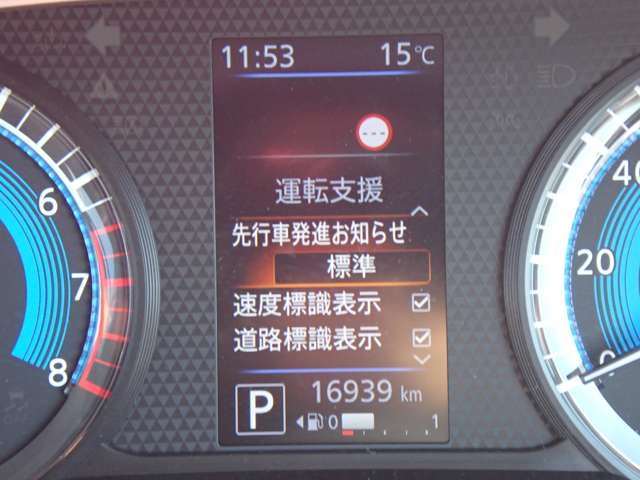 11:53 15℃
---
運転支援
先行車発進お知らせ
標準
速度標識表示
道路標識表示
P 16939 km
0 1
6
7
8
40
20
0